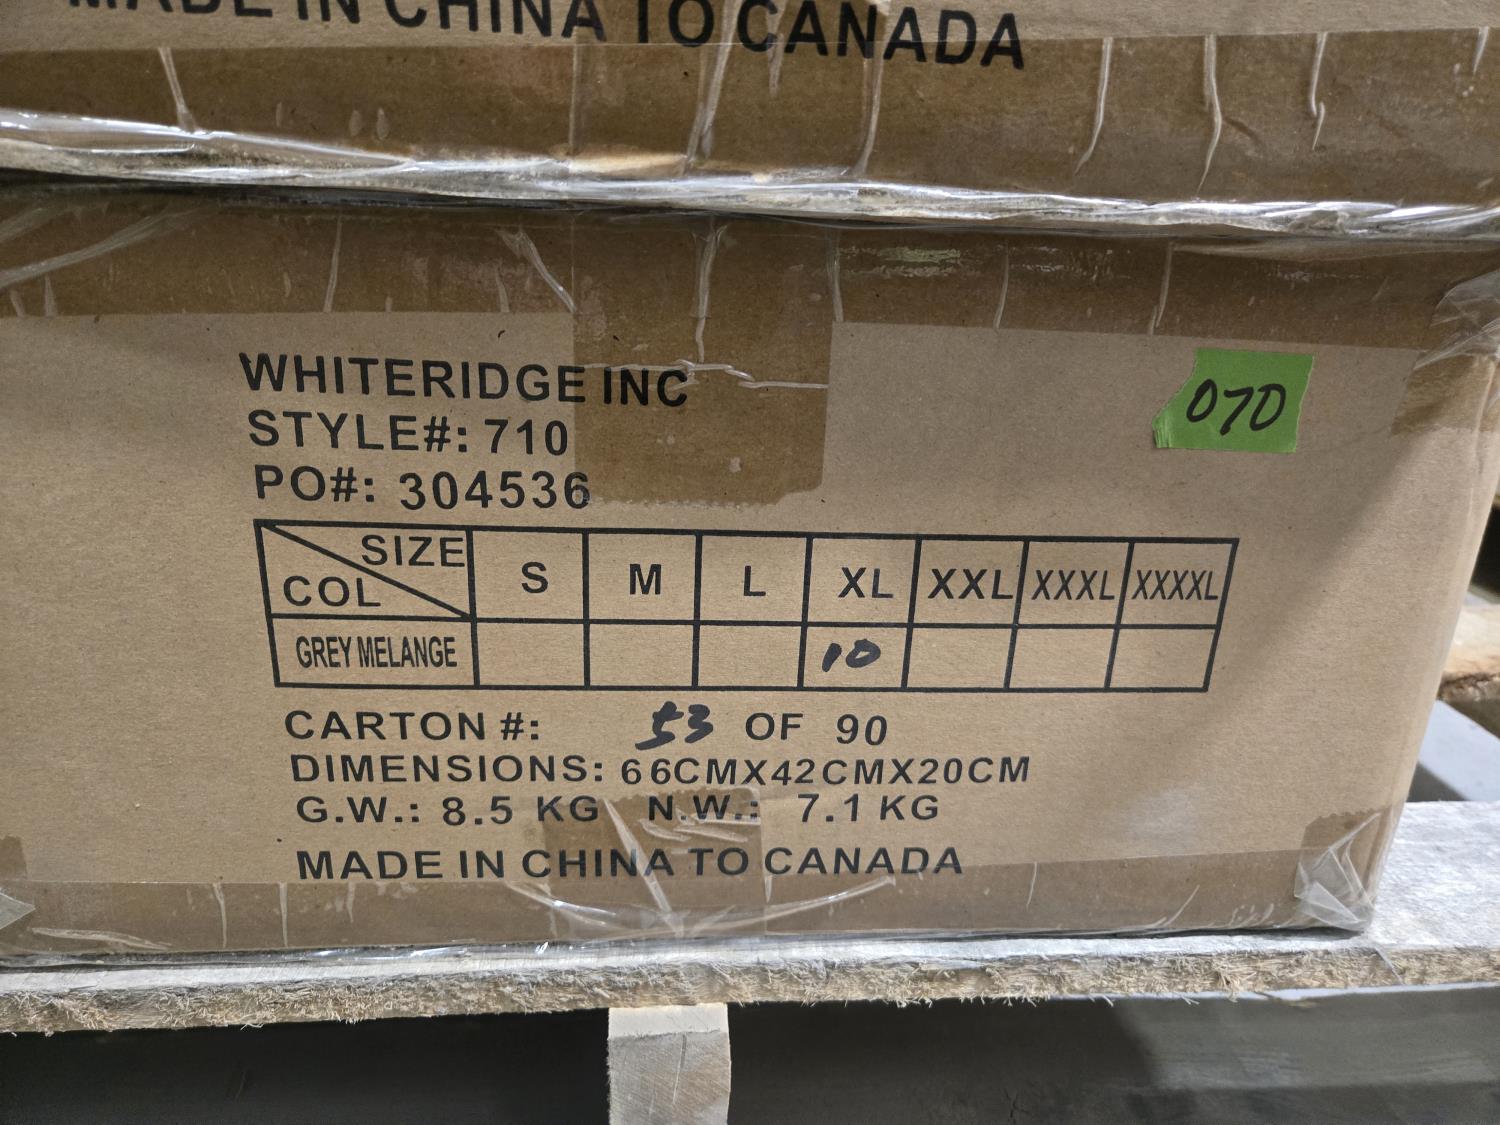 MADE IN CHINA TO CANADA
WHITERIDGE INC
STYLE#: 710
070
PO#: 304536
SIZE S M L XL XXL XXXL XXXXL
COL
GREY MELANGE 10
CARTON #: 53 OF 90
DIMENSIONS: 66CMX42CMX20CM
G.W.: 8.5 KG N.W.: 7.1 KG
MADE IN CHINA TO CANADA